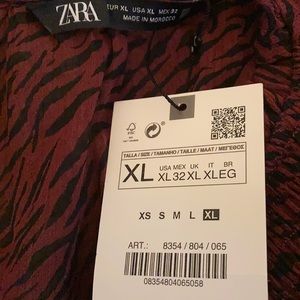 ZARA
EUR XL USA XL MEX 32
MADE IN MOROCCO
FSC
TALLA / SIZE / TAMANHO / TAILLE / MAAT / ΜΕΓΕΘΟΣ
XL
USA MEX UK IT BR
XL 32 XL XL EG
XS S M L XL
ART.: 8354 / 804 / 065
08354804065058